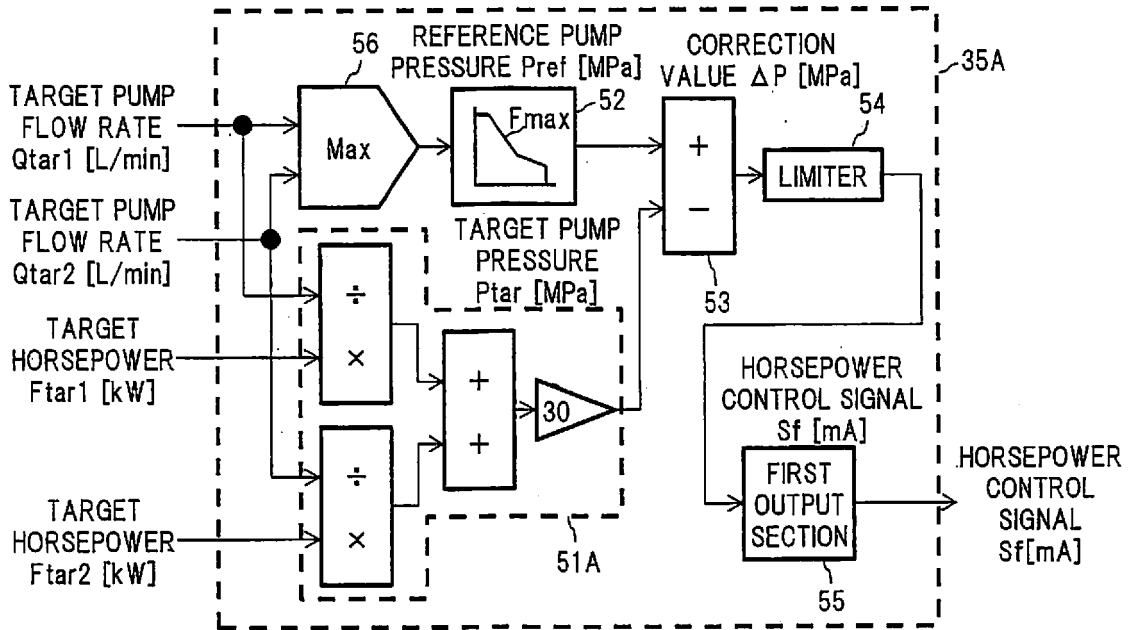 TARGET PUMP
FLOW RATE
Qtar1 [L/min]
TARGET PUMP
FLOW RATE
Qtar2 [L/min]
TARGET
HORSEPOWER
Ftar1 [kW]
TARGET
HORSEPOWER
Ftar2 [kW]
56
Max
REFERENCE PUMP
PRESSURE Pref [MPa]
52
Fmax
CORRECTION
VALUE ΔP [MPa]
35A
+
−
53
54
LIMITER
TARGET PUMP
PRESSURE
Ptar [MPa]
÷
×
÷
×
+
+
30
51A
HORSEPOWER
CONTROL SIGNAL
Sf [mA]
FIRST
OUTPUT
SECTION
55
HORSEPOWER
CONTROL
SIGNAL
Sf[mA]